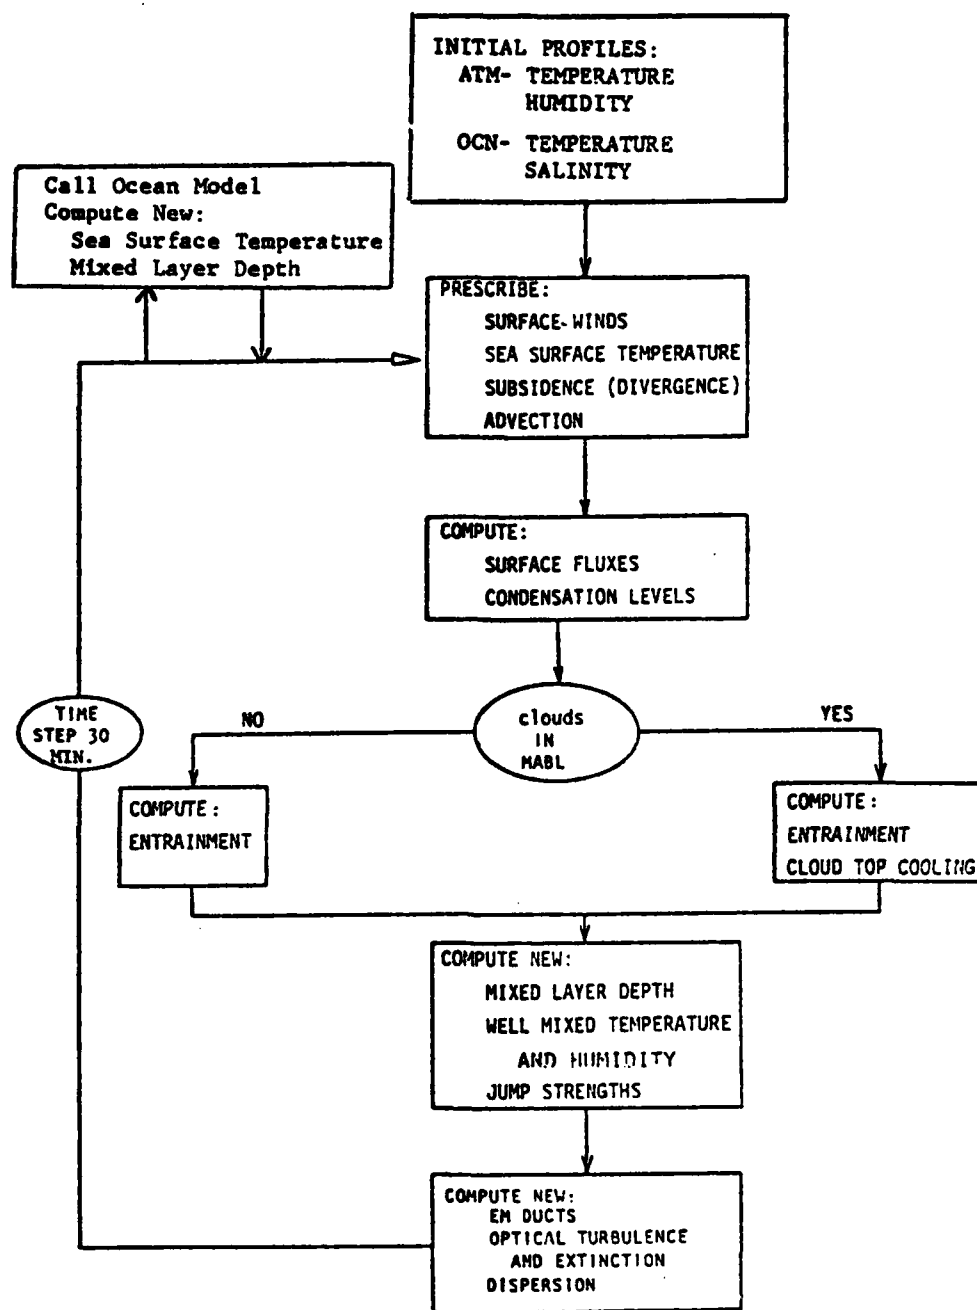 INITIAL PROFILES:
ATM- TEMPERATURE
HUMIDITY
OCN- TEMPERATURE
SALINITY
Call Ocean Model
Compute New:
Sea Surface Temperature
Mixed Layer Depth
PRESCRIBE:
SURFACE-WINDS
SEA SURFACE TEMPERATURE
SUBSIDENCE (DIVERGENCE)
ADVECTION
COMPUTE:
SURFACE FLUXES
CONDENSATION LEVELS
TIME
STEP 30
MIN.
NO
clouds
IN
MABL
YES
COMPUTE:
ENTRAINMENT
COMPUTE:
ENTRAINMENT
CLOUD TOP COOLING
COMPUTE NEW:
MIXED LAYER DEPTH
WELL MIXED TEMPERATURE
AND HUMIDITY
JUMP STRENGTHS
COMPUTE NEW:
EM DUCTS
OPTICAL TURBULENCE
AND EXTINCTION
DISPERSION